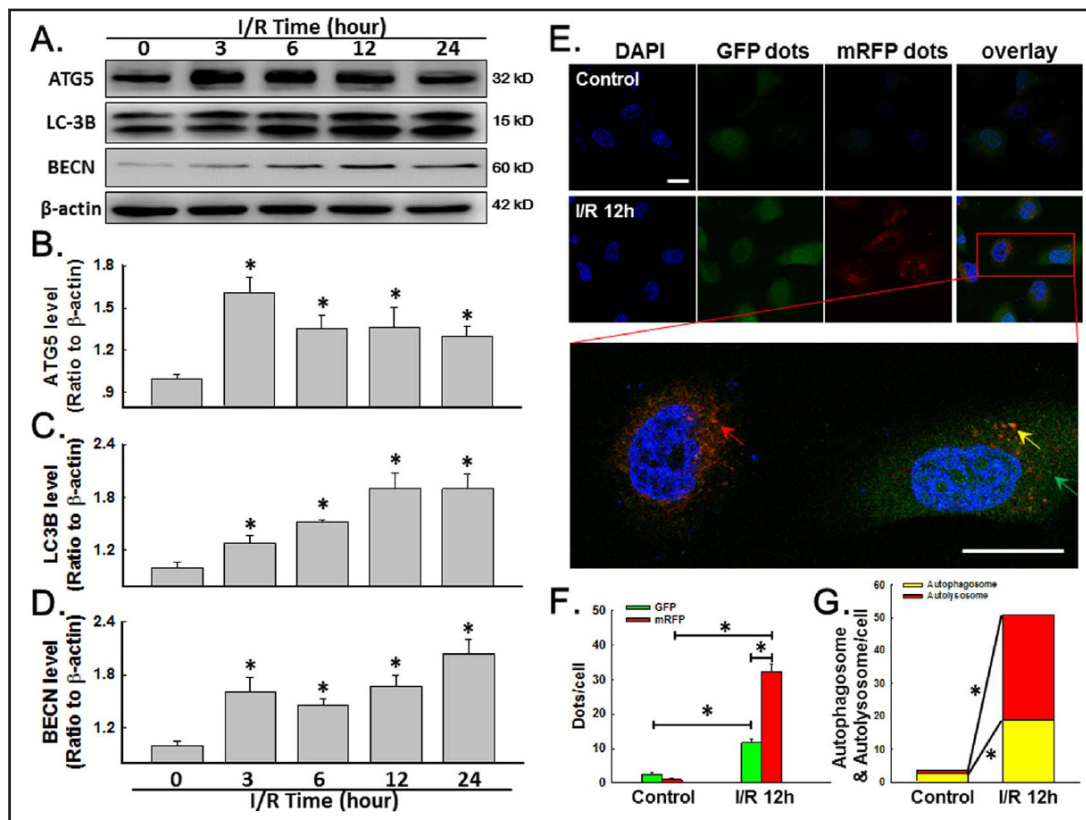 A.
I/R Time (hour)
0 3 6 12 24
ATG5 32 kD
LC-3B 15 kD
BECN 60 kD
β-actin 42 kD
B.
ATG5 level
(Ratio to β-actin)
1.8
1.5
1.2
.9
* * * *
C.
LC3B level
(Ratio to β-actin)
2.4
1.8
1.2
* * * *
D.
BECN level
(Ratio to β-actin)
2.4
1.8
1.2
* * * *
0 3 6 12 24
I/R Time (hour)
E.
DAPI GFP dots mRFP dots overlay
Control
I/R 12h
F.
Dots/cell
50
40
30
20
10
0
GFP
mRFP
*
*
*
Control I/R 12h
G.
Autophagosome
& Autolysosome/cell
60
50
40
30
20
10
0
Autophagosome
Autolysosome
*
*
Control I/R 12h